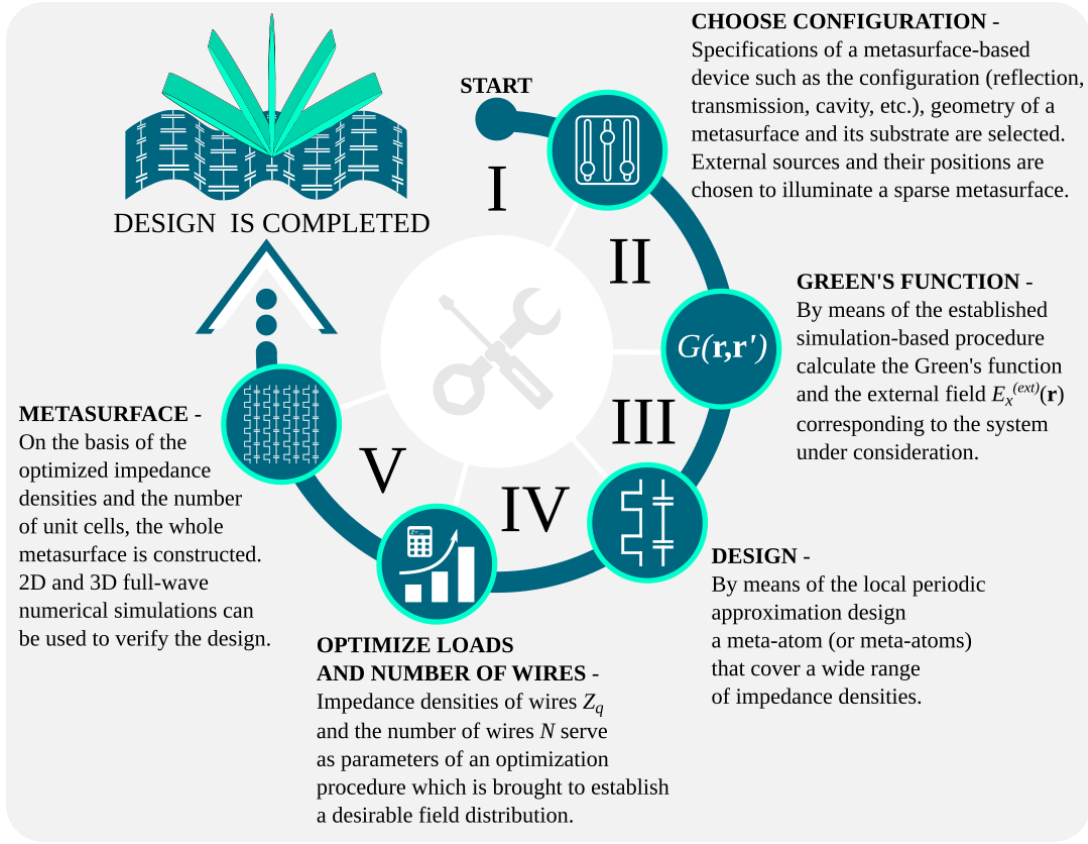 START
I
CHOOSE CONFIGURATION -
Specifications of a metasurface-based
device such as the configuration (reflection,
transmission, cavity, etc.), geometry of a
metasurface and its substrate are selected.
External sources and their positions are
chosen to illuminate a sparse metasurface.
II
G(r,r')
GREEN'S FUNCTION -
By means of the established
simulation-based procedure
calculate the Green's function
and the external field Eₓ⁽ᵉˣᵗ⁾(r)
corresponding to the system
under consideration.
III
DESIGN -
By means of the local periodic
approximation design
a meta-atom (or meta-atoms)
that cover a wide range
of impedance densities.
IV
OPTIMIZE LOADS
AND NUMBER OF WIRES -
Impedance densities of wires Z_q
and the number of wires N serve
as parameters of an optimization
procedure which is brought to establish
a desirable field distribution.
V
METASURFACE -
On the basis of the
optimized impedance
densities and the number
of unit cells, the whole
metasurface is constructed.
2D and 3D full-wave
numerical simulations can
be used to verify the design.
DESIGN IS COMPLETED